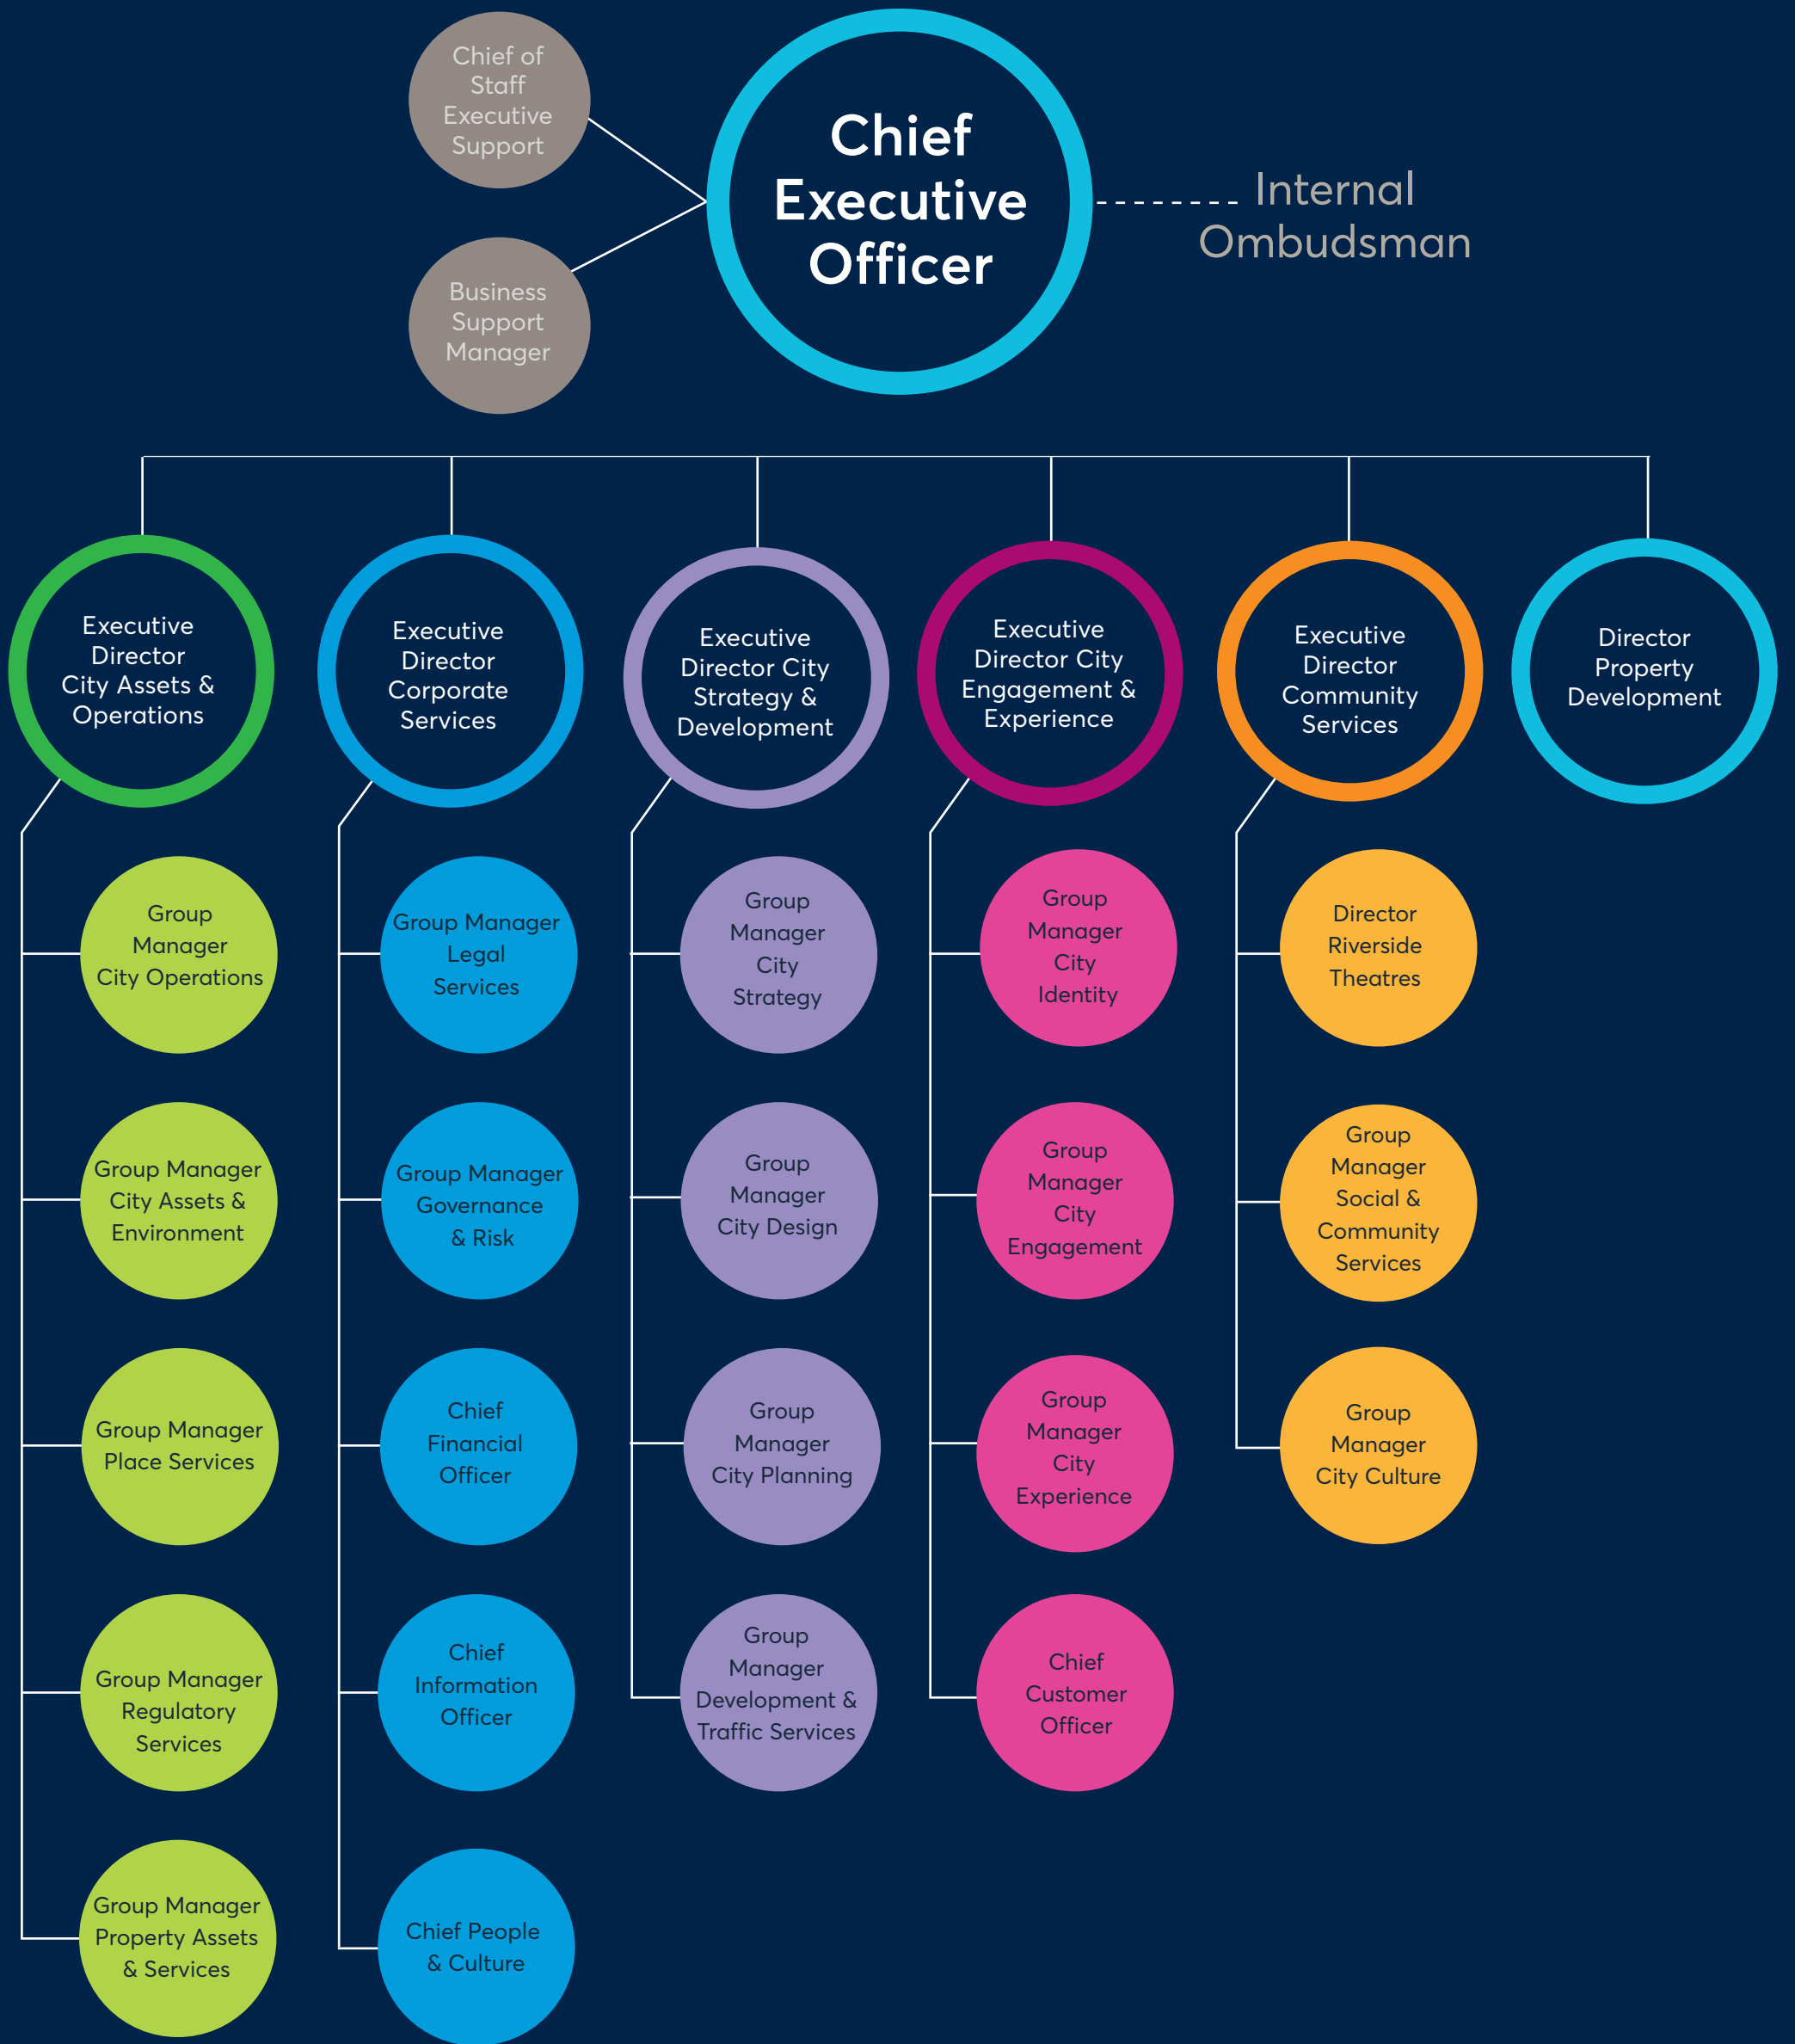 Chief of
Staff
Executive
Support
Chief
Executive
Officer
Internal
Ombudsman
Business
Support
Manager
Executive
Director
City Assets &
Operations
Executive
Director
Corporate
Services
Executive
Director City
Strategy &
Development
Executive
Director City
Engagement &
Experience
Executive
Director
Community
Services
Director
Property
Development
Group
Manager
City Operations
Group Manager
City Assets &
Environment
Group Manager
Place Services
Group Manager
Regulatory
Services
Group Manager
Property Assets
& Services
Group Manager
Legal
Services
Group Manager
Governance
& Risk
Chief
Financial
Officer
Chief
Information
Officer
Chief People
& Culture
Group
Manager
City
Strategy
Group
Manager
City Design
Group
Manager
City Planning
Group
Manager
Development &
Traffic Services
Group
Manager
City
Identity
Group
Manager
City
Engagement
Group
Manager
City
Experience
Chief
Customer
Officer
Director
Riverside
Theatres
Group
Manager
Social &
Community
Services
Group
Manager
City Culture